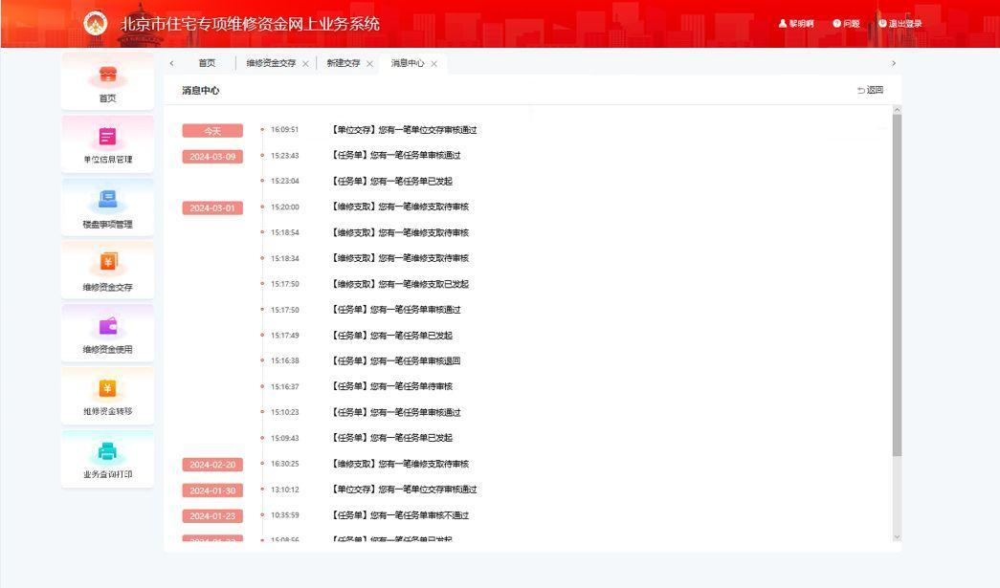 北京市住宅专项维修资金网上业务系统
黎明啊 问题 退出登录
首页 维修资金交存 新建交存 消息中心
消息中心 返回
首页
单位信息管理
楼盘事项管理
维修资金交存
维修资金使用
维修资金转移
业务查询打印
今天 16:09:51 【单位交存】您有一笔单位交存审核通过
2024-03-09 15:23:43 【任务单】您有一笔任务单审核通过
15:23:04 【任务单】您有一笔任务单已发起
2024-03-01 15:20:00 【维修支取】您有一笔维修支取待审核
15:18:54 【维修支取】您有一笔维修支取待审核
15:18:34 【维修支取】您有一笔维修支取待审核
15:17:50 【维修支取】您有一笔维修支取已发起
15:17:50 【任务单】您有一笔任务单审核通过
15:17:49 【任务单】您有一笔任务单已发起
15:16:38 【任务单】您有一笔任务单审核退回
15:16:37 【任务单】您有一笔任务单待审核
15:10:23 【任务单】您有一笔任务单审核通过
15:09:43 【任务单】您有一笔任务单已发起
2024-02-20 16:30:25 【维修支取】您有一笔维修支取待审核
2024-01-30 13:10:12 【单位交存】您有一笔单位交存审核通过
2024-01-23 10:35:59 【任务单】您有一笔任务单审核不通过
15:08:56 【任务单】您有一笔任务单已发起